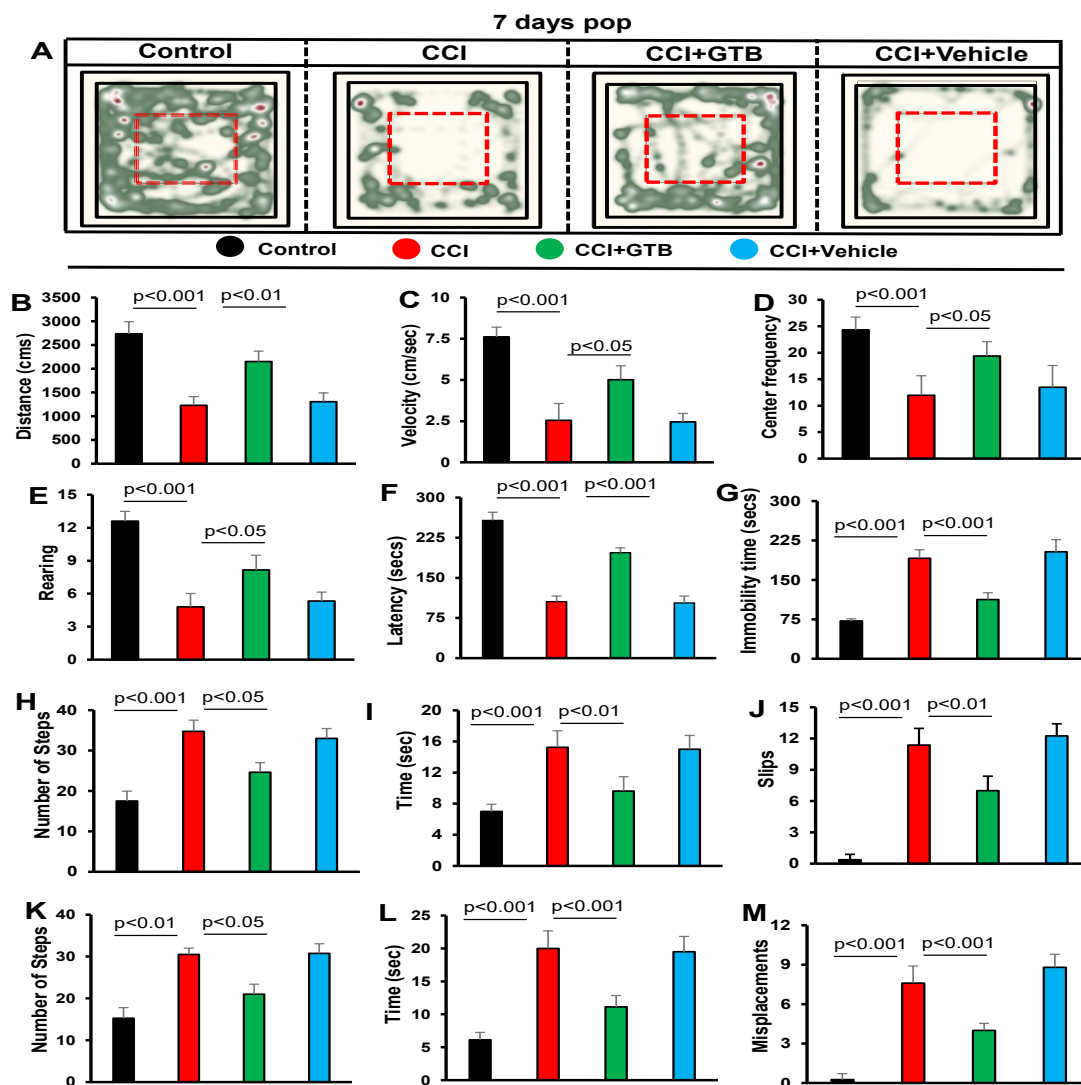 7 days pop
A Control CCI CCI+GTB CCI+Vehicle
Control CCI CCI+GTB CCI+Vehicle
B
Distance (cms)
3500
3000
2500
2000
1500
1000
500
0
p<0.001 p<0.01
C
Velocity (cm/sec)
10
7.5
5
2.5
0
p<0.001
p<0.05
D
Center frequency
30
25
20
15
10
5
0
p<0.001
p<0.05
E
Rearing
15
12
9
6
3
0
p<0.001
p<0.05
F
Latency (secs)
300
225
150
75
0
p<0.001 p<0.001
G
Immobility time (secs)
300
225
150
75
0
p<0.001 p<0.001
H
Number of Steps
40
30
20
10
0
p<0.001 p<0.05
I
Time (sec)
20
16
12
8
4
0
p<0.001 p<0.01
J
Slips
15
12
9
6
3
0
p<0.001 p<0.01
K
Number of Steps
40
30
20
10
0
p<0.01 p<0.05
L
Time (sec)
25
20
15
10
5
0
p<0.001 p<0.001
M
Misplacements
9
6
3
0
p<0.001 p<0.001